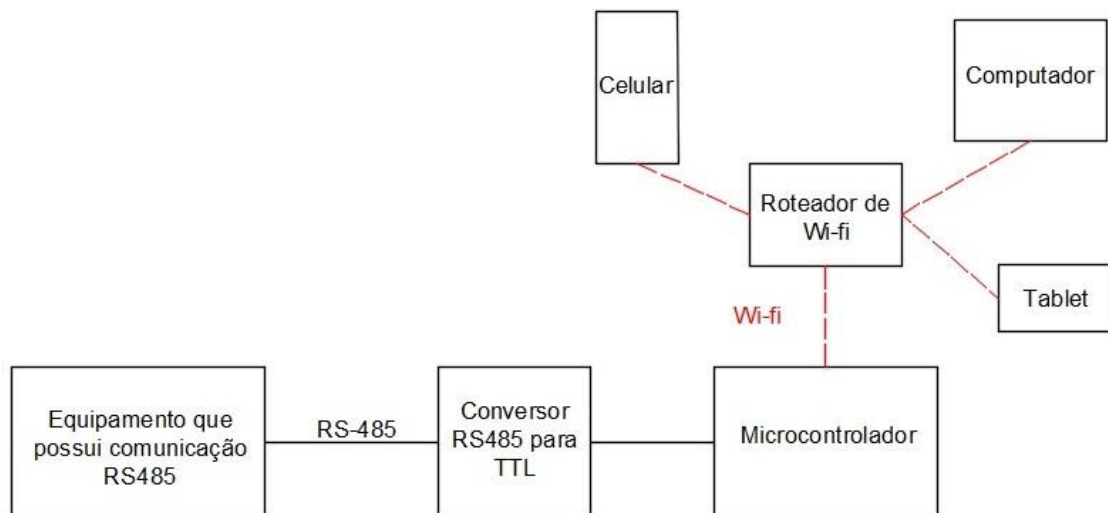 Celular
Computador
Roteador de
Wi-fi
Tablet
Wi-fi
Equipamento que
possui comunicação
RS485
RS-485
Conversor
RS485 para
TTL
Microcontrolador